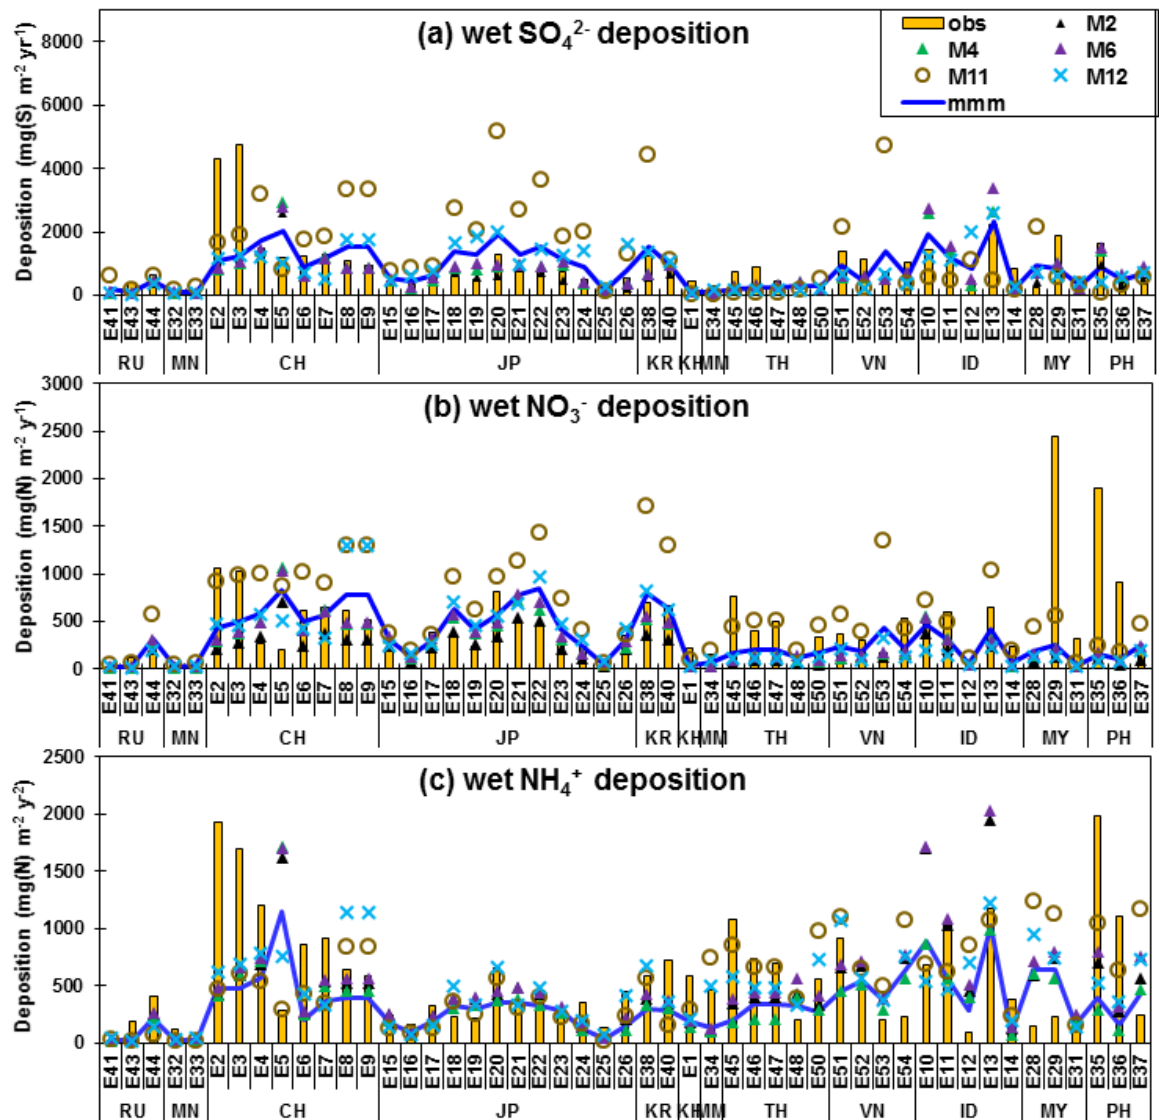 (a) wet SO₄²⁻ deposition
obs
M2
M4
M6
M11
M12
mmm
Deposition (mg(S) m⁻² yr⁻¹)
8000
6000
4000
2000
0
E41 E43 E44 E32 E33 E2 E3 E4 E5 E6 E7 E8 E9 E15 E16 E17 E18 E19 E20 E21 E22 E23 E24 E25 E26 E38 E40 E1 E34 E45 E46 E47 E48 E50 E51 E52 E53 E54 E10 E11 E12 E13 E14 E28 E29 E31 E35 E36 E37
RU MN CH JP KR KH MM TH VN ID MY PH
(b) wet NO₃⁻ deposition
Deposition (mg(N) m⁻² y⁻¹)
3000
2500
2000
1500
1000
500
0
E41 E43 E44 E32 E33 E2 E3 E4 E5 E6 E7 E8 E9 E15 E16 E17 E18 E19 E20 E21 E22 E23 E24 E25 E26 E38 E40 E1 E34 E45 E46 E47 E48 E50 E51 E52 E53 E54 E10 E11 E12 E13 E14 E28 E29 E31 E35 E36 E37
RU MN CH JP KR KH MM TH VN ID MY PH
(c) wet NH₄⁺ deposition
Deposition (mg(N) m⁻² y⁻²)
2500
2000
1500
1000
500
0
E41 E43 E44 E32 E33 E2 E3 E4 E5 E6 E7 E8 E9 E15 E16 E17 E18 E19 E20 E21 E22 E23 E24 E25 E26 E38 E40 E1 E34 E45 E46 E47 E48 E50 E51 E52 E53 E54 E10 E11 E12 E13 E14 E28 E29 E31 E35 E36 E37
RU MN CH JP KR KH MM TH VN ID MY PH